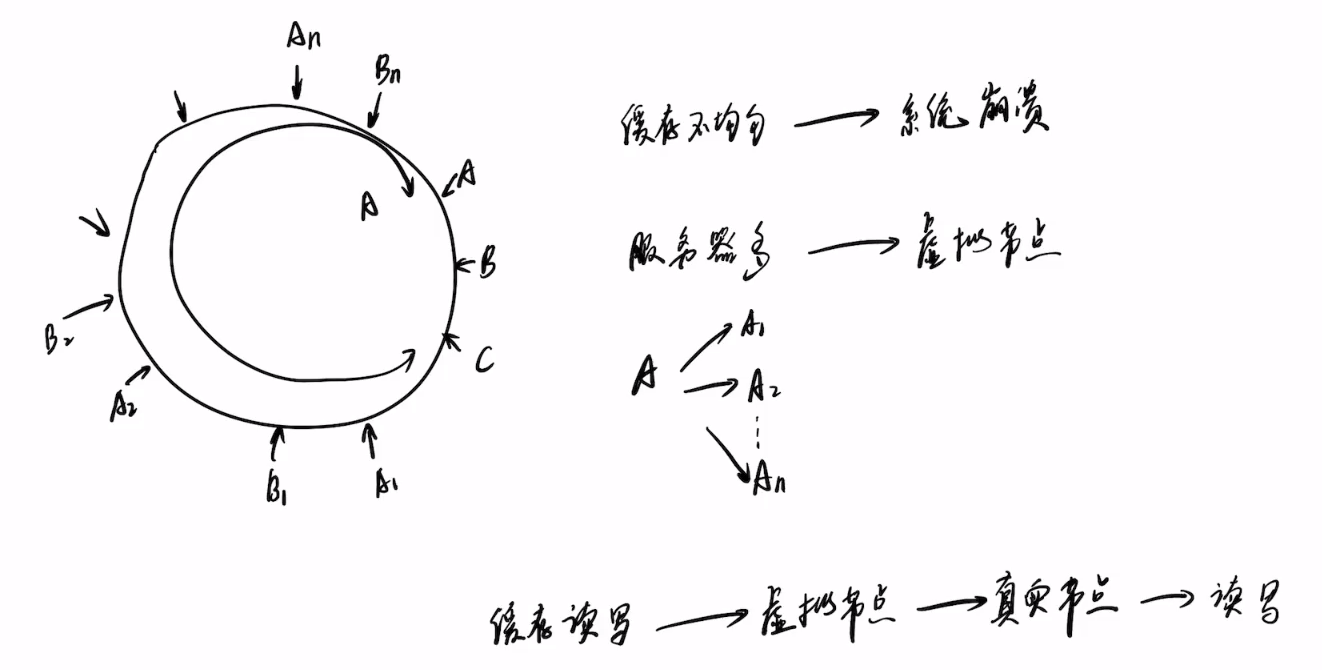 An
Bn
A
A
B
C
B2
A2
B1
A1
缓存不均匀 → 系统崩溃
服务器多 → 虚拟节点
A1
A → A2
An
缓存读写 → 虚拟节点 → 真实节点 → 读写